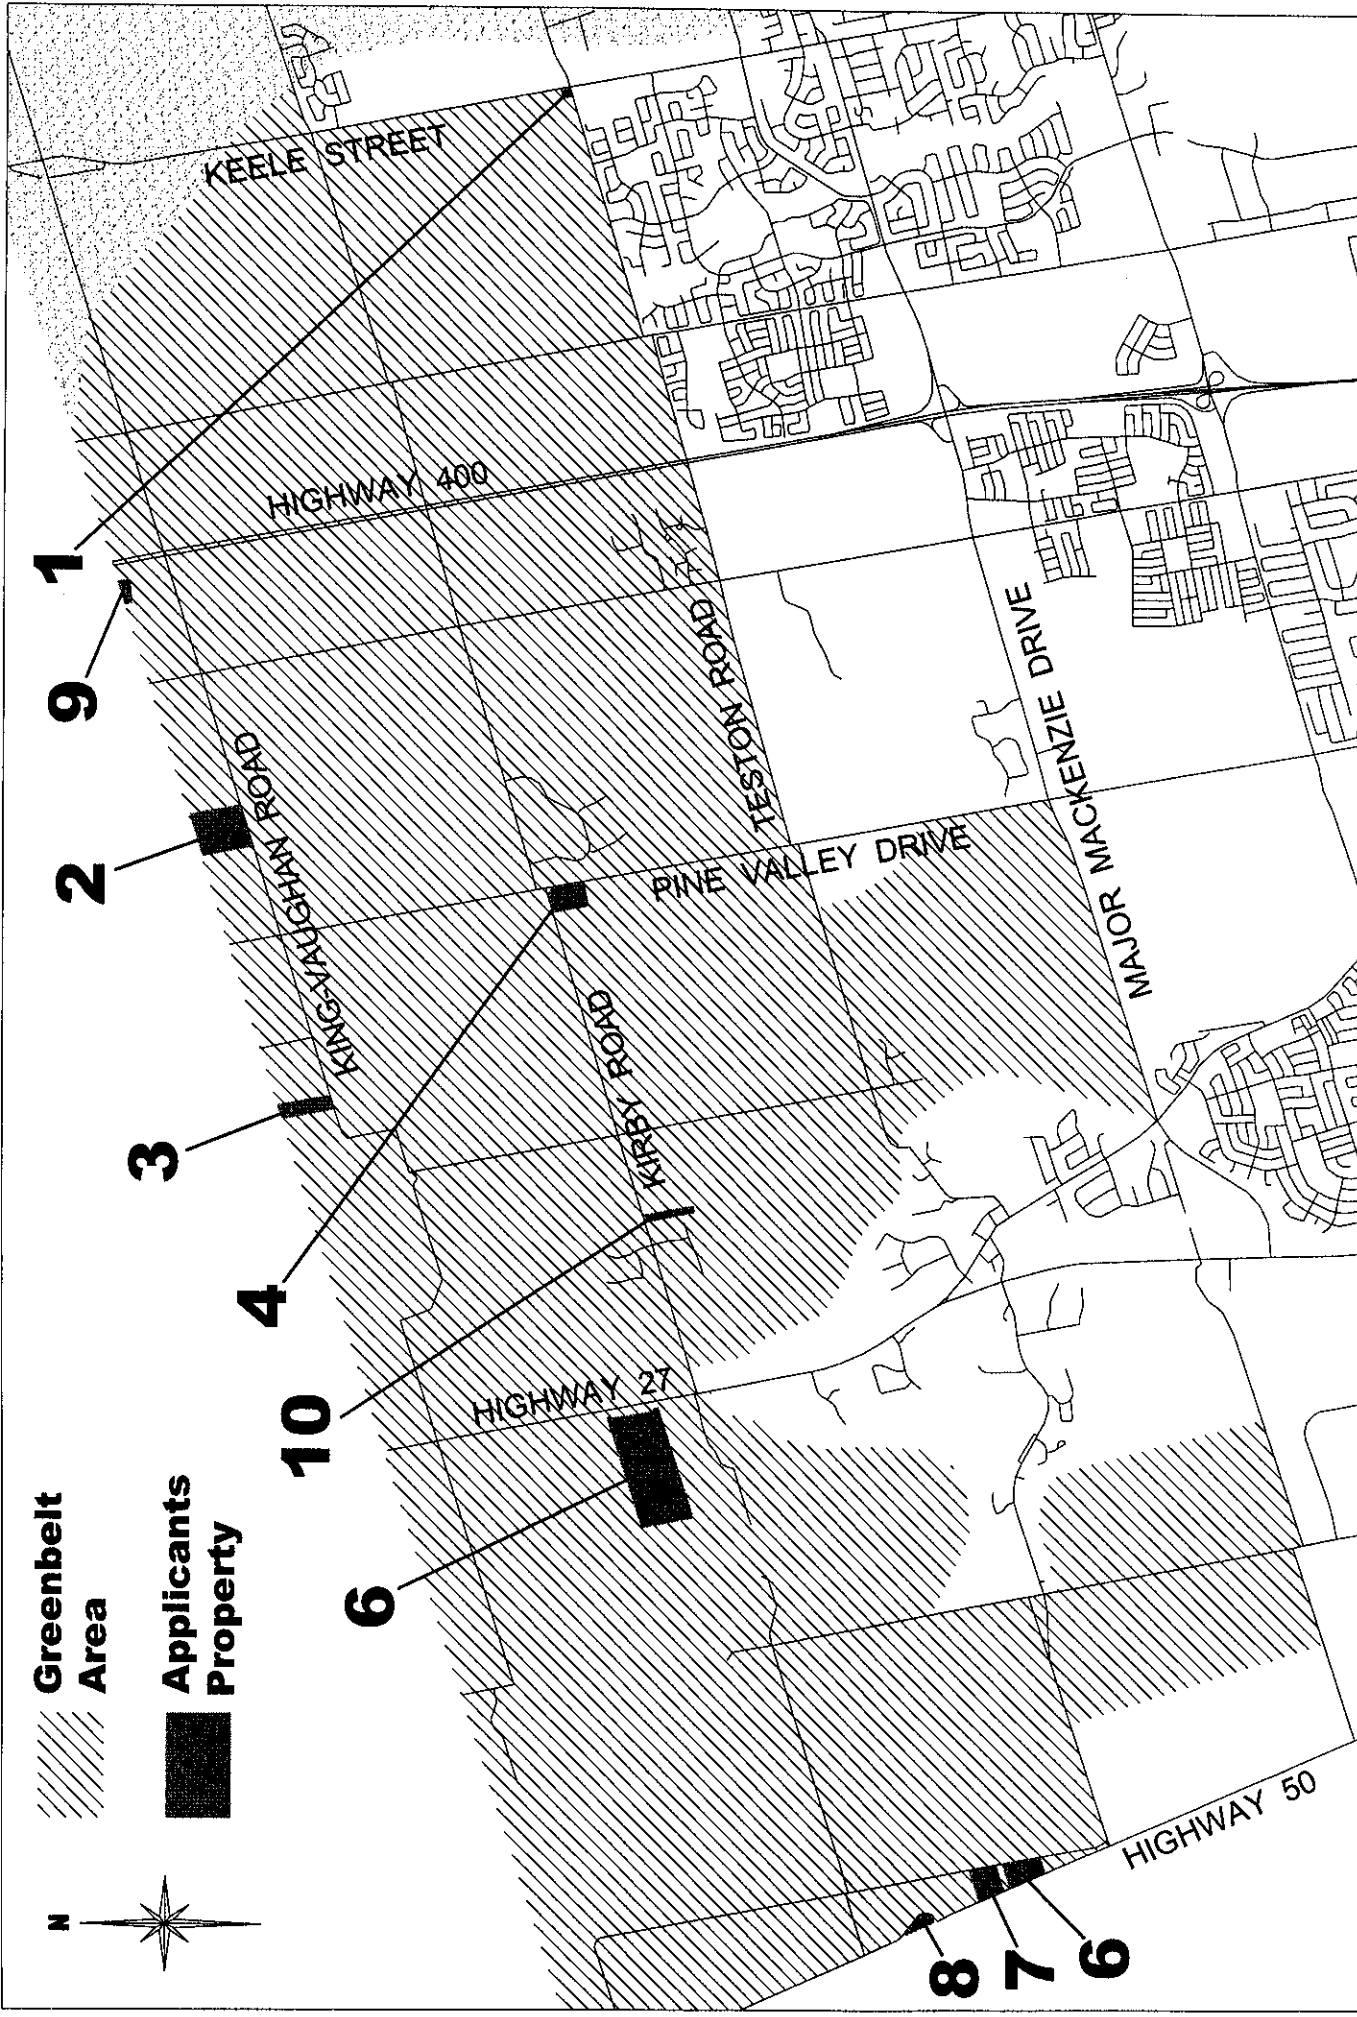 N
Greenbelt
Area
Applicants
Property
1
9
2
3
4
10
6
8
7
6
KEELE STREET
HIGHWAY 400
KING-VAUGHAN ROAD
TESTON ROAD
PINE VALLEY DRIVE
MAJOR MACKENZIE DRIVE
KIRBY ROAD
HIGHWAY 27
HIGHWAY 50